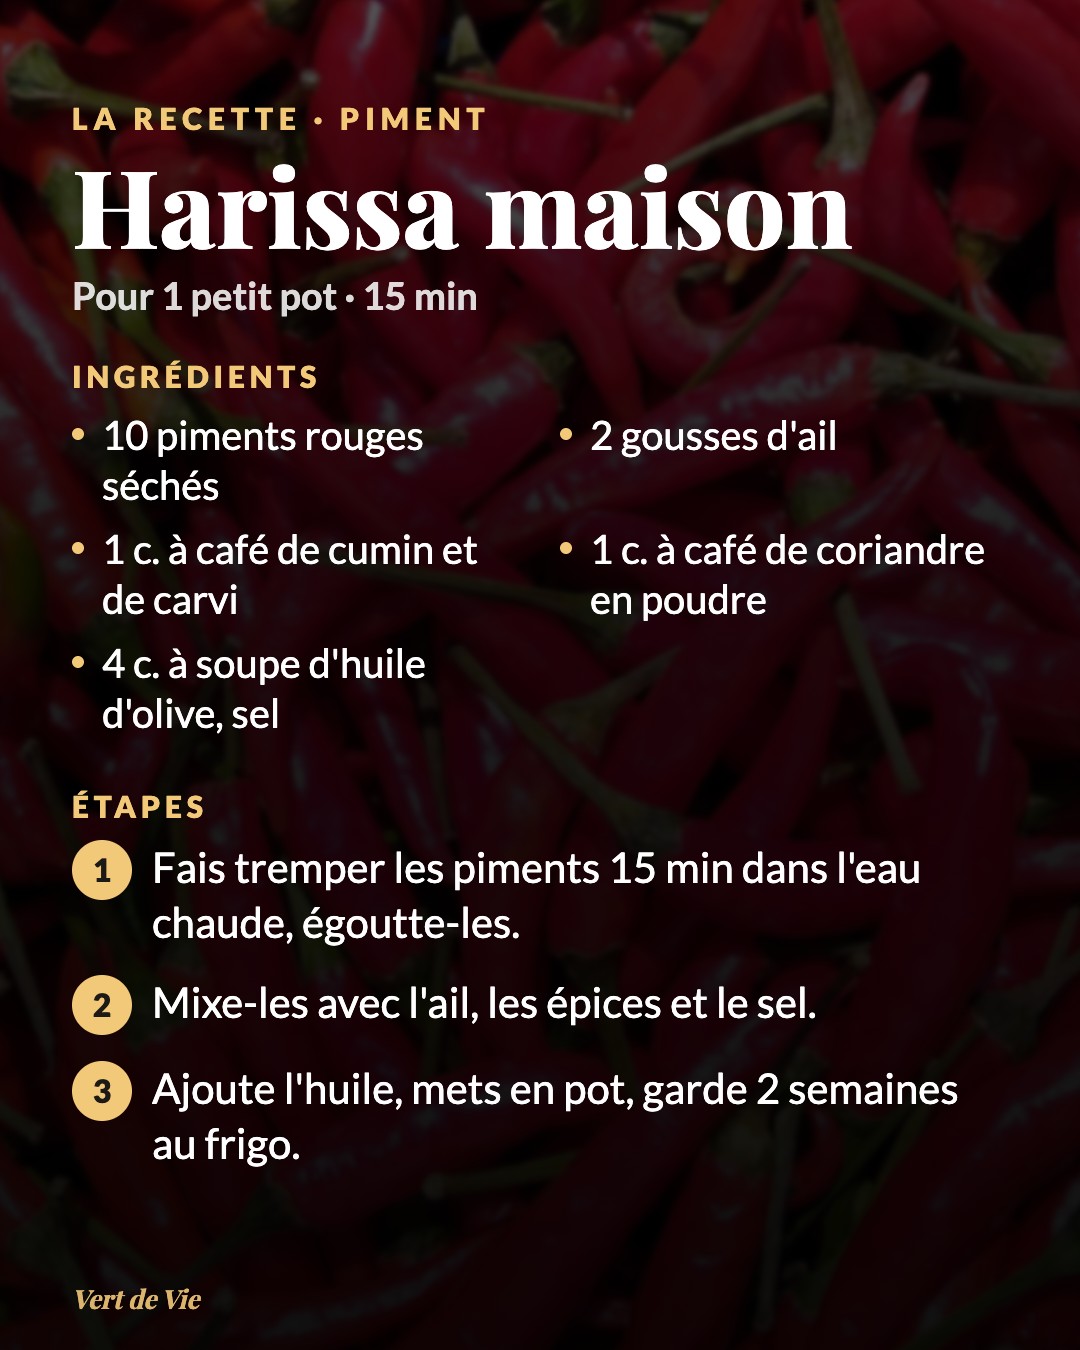 LA RECETTE · PIMENT
Harissa maison
Pour 1 petit pot · 15 min
INGRÉDIENTS
• 10 piments rouges
séchés
• 2 gousses d'ail
• 1 c. à café de cumin et
de carvi
• 1 c. à café de coriandre
en poudre
• 4 c. à soupe d'huile
d'olive, sel
ÉTAPES
1 Fais tremper les piments 15 min dans l'eau
chaude, égoutte-les.
2 Mixe-les avec l'ail, les épices et le sel.
3 Ajoute l'huile, mets en pot, garde 2 semaines
au frigo.
Vert de Vie